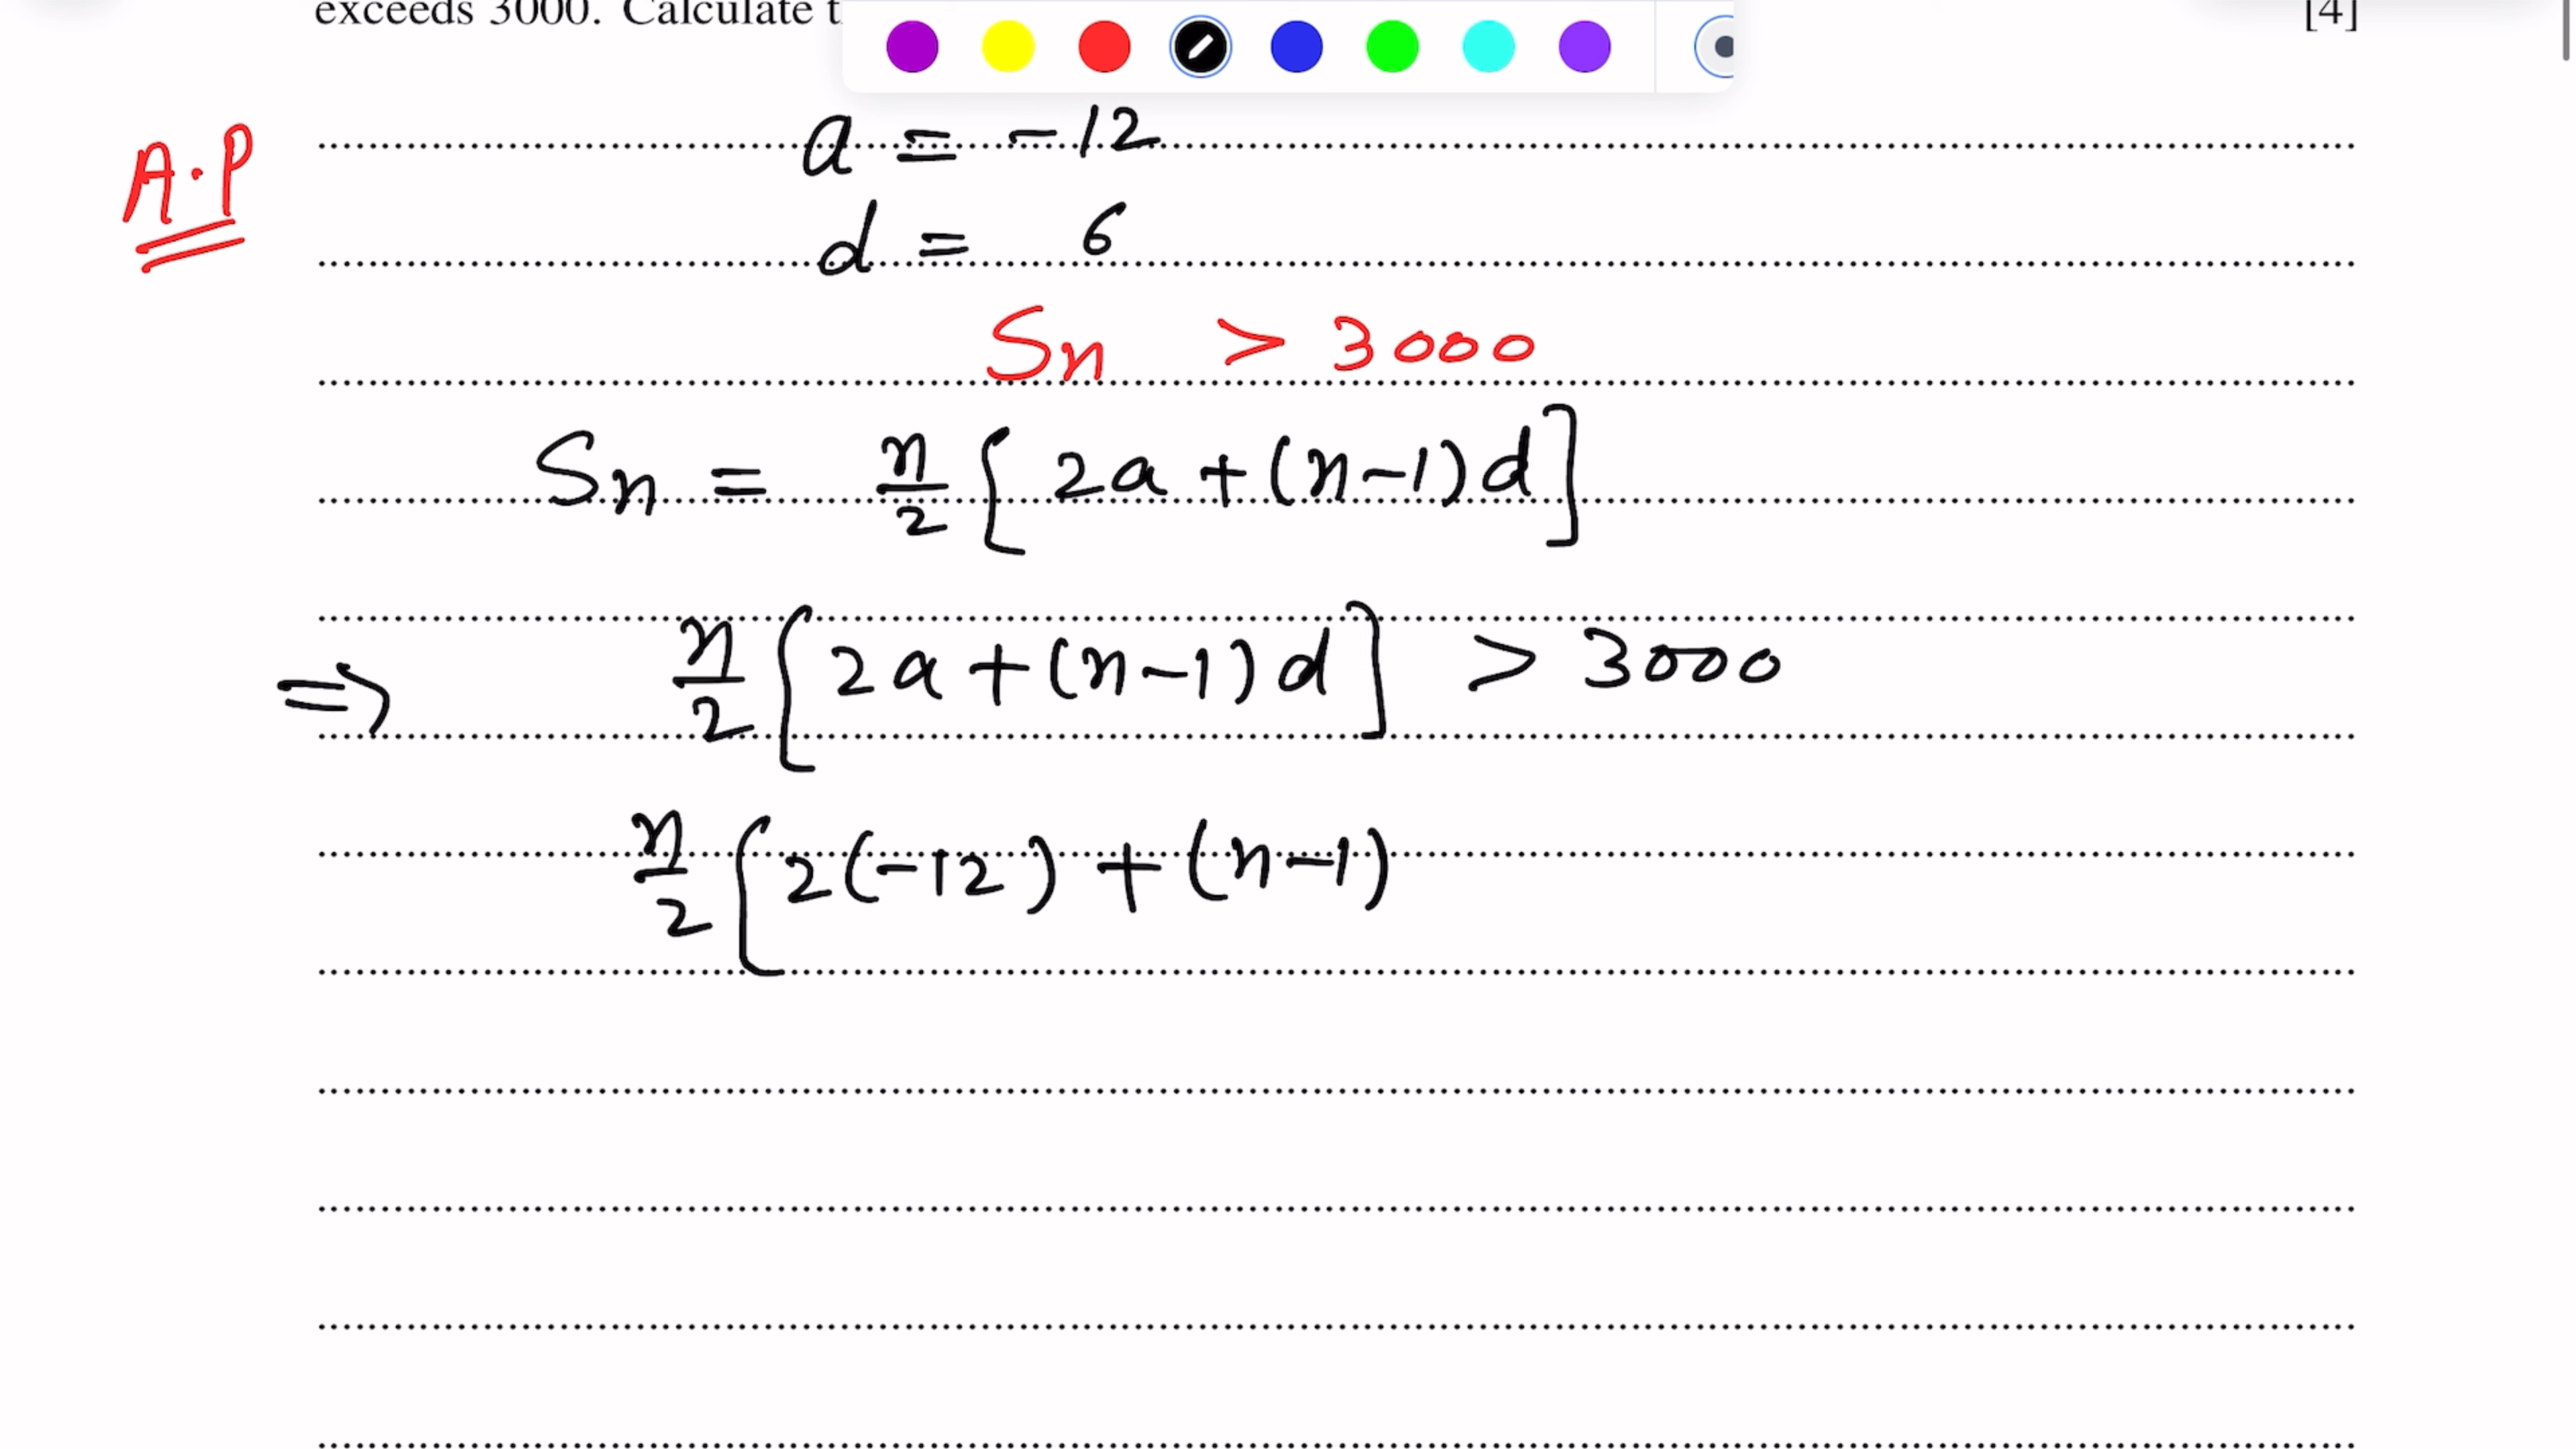 exceeds 3000. Calculate [4]
A.P
a = -12
d = 6
Sn > 3000
Sn = n/2 [2a + (n-1)d]
⇒ n/2 [2a + (n-1)d] > 3000
n/2 [2(-12) + (n-1)